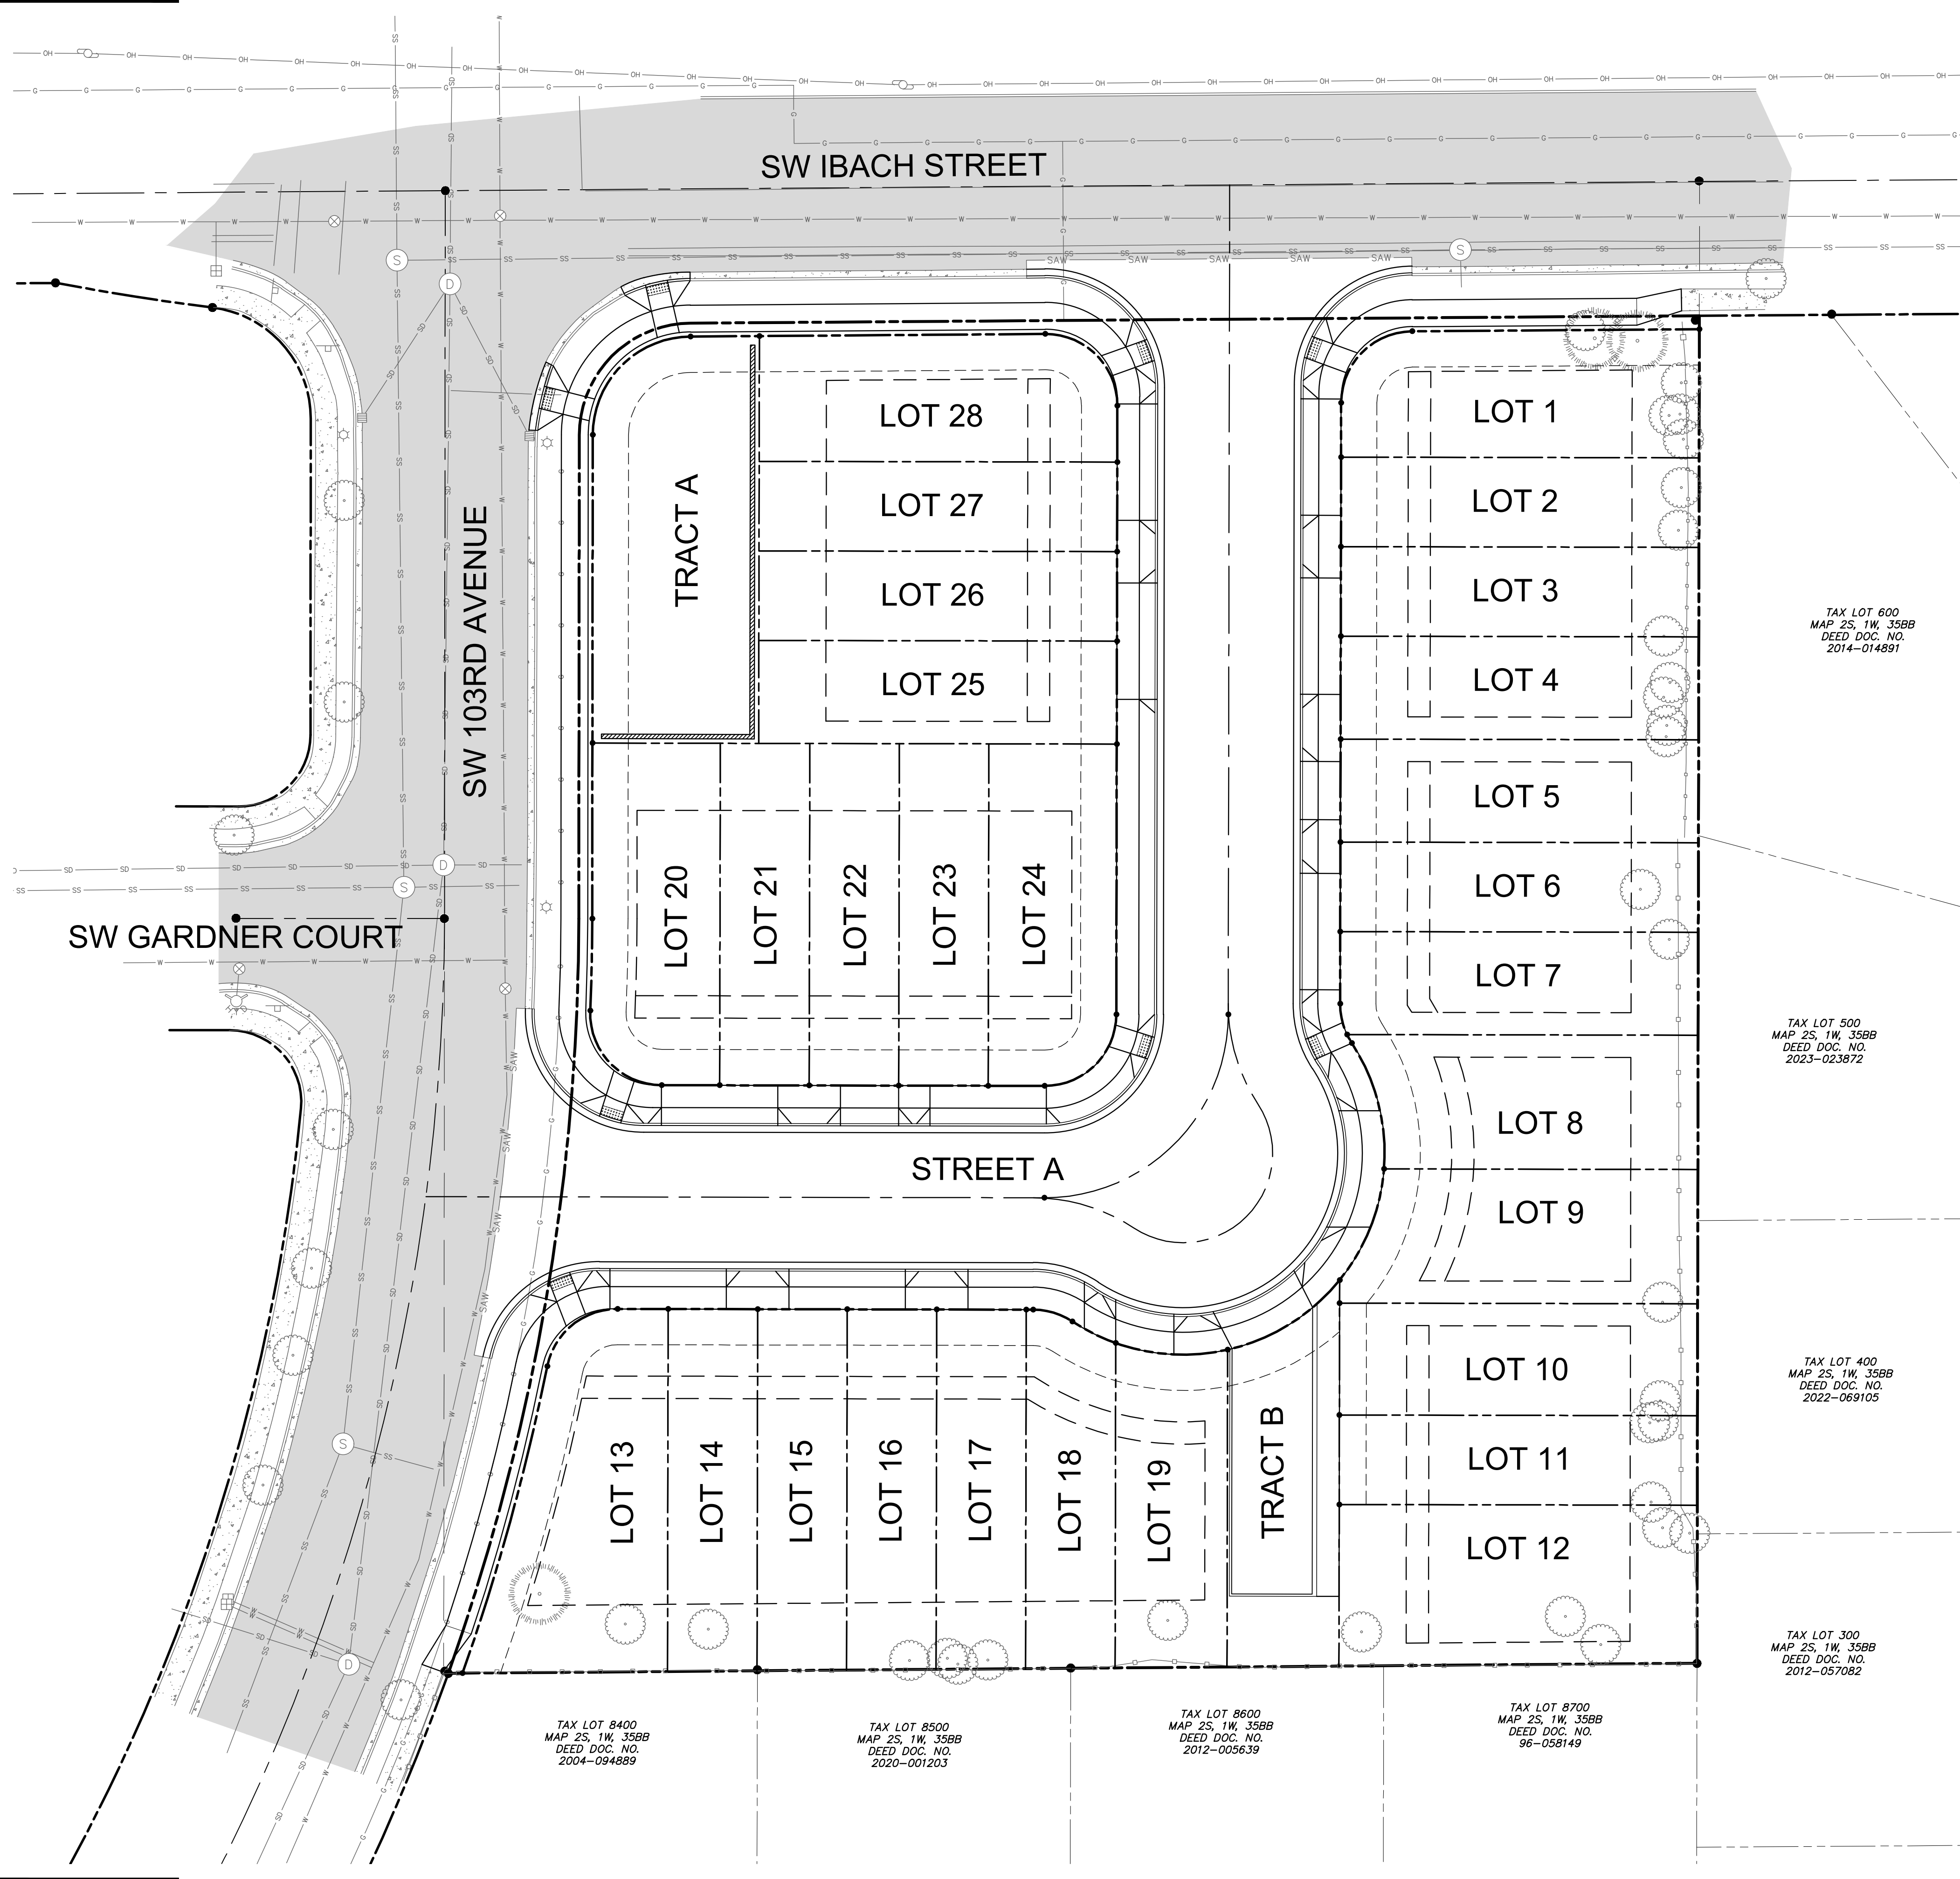 SW IBACH STREET
SW 103RD AVENUE
SW GARDNER COURT
STREET A
TRACT A
LOT 28
LOT 27
LOT 26
LOT 25
LOT 20
LOT 21
LOT 22
LOT 23
LOT 24
LOT 1
LOT 2
LOT 3
LOT 4
LOT 5
LOT 6
LOT 7
LOT 8
LOT 9
LOT 10
LOT 11
LOT 12
LOT 13
LOT 14
LOT 15
LOT 16
LOT 17
LOT 18
LOT 19
TRACT B
TAX LOT 600
MAP 2S, 1W, 35BB
DEED DOC. NO.
2014-014891
TAX LOT 500
MAP 2S, 1W, 35BB
DEED DOC. NO.
2023-023872
TAX LOT 400
MAP 2S, 1W, 35BB
DEED DOC. NO.
2022-069105
TAX LOT 300
MAP 2S, 1W, 35BB
DEED DOC. NO.
2012-057082
TAX LOT 8400
MAP 2S, 1W, 35BB
DEED DOC. NO.
2004-094889
TAX LOT 8500
MAP 2S, 1W, 35BB
DEED DOC. NO.
2020-001203
TAX LOT 8600
MAP 2S, 1W, 35BB
DEED DOC. NO.
2012-005639
TAX LOT 8700
MAP 2S, 1W, 35BB
DEED DOC. NO.
96-058149
OH
G
W
SS
SD
SAW
S
D